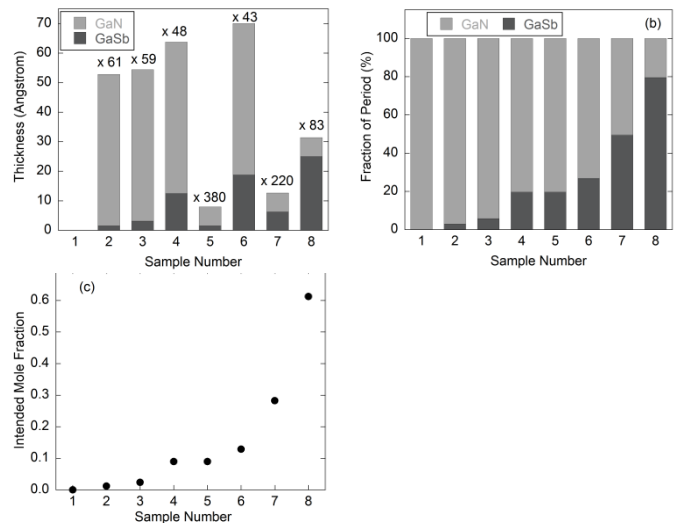 GaN
GaSb
x 61
x 59
x 48
x 380
x 43
x 220
x 83
70
60
50
40
30
20
10
0
Thickness (Angstrom)
1 2 3 4 5 6 7 8
Sample Number
GaN GaSb
(b)
100
80
60
40
20
0
Fraction of Period (%)
1 2 3 4 5 6 7 8
Sample Number
(c)
0.6
0.5
0.4
0.3
0.2
0.1
0.0
Intended Mole Fraction
1 2 3 4 5 6 7 8
Sample Number